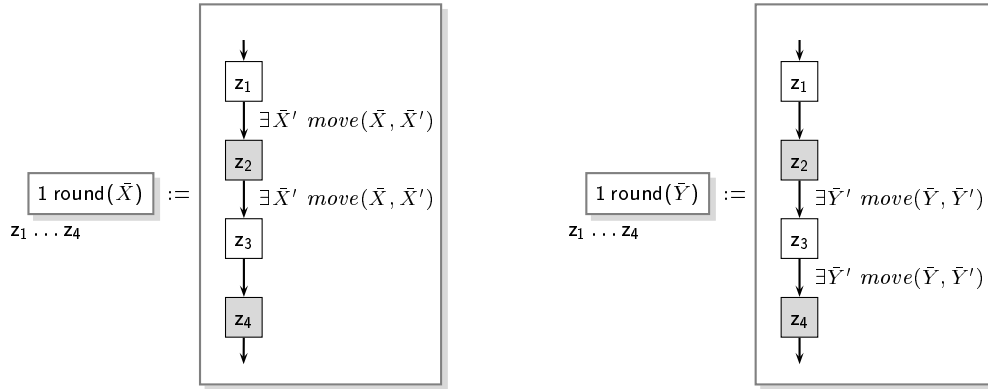 z₁
∃X̄′ move(X̄, X̄′)
z₂
1 round(X̄) :=
∃X̄′ move(X̄, X̄′)
z₁ … z₄
z₃
z₄
z₁
z₂
1 round(Ȳ) :=
∃Ȳ′ move(Ȳ, Ȳ′)
z₁ … z₄
z₃
∃Ȳ′ move(Ȳ, Ȳ′)
z₄